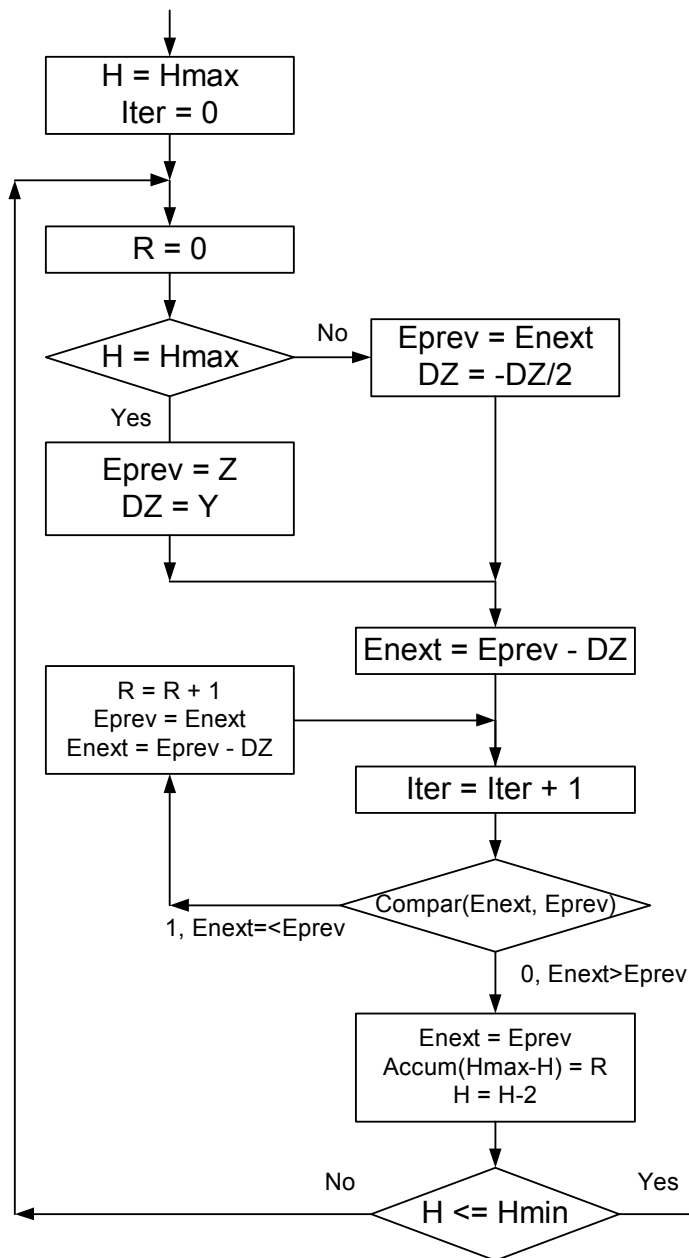 H = Hmax
Iter = 0
R = 0
H = Hmax
No
Eprev = Enext
DZ = -DZ/2
Yes
Eprev = Z
DZ = Y
Enext = Eprev - DZ
R = R + 1
Eprev = Enext
Enext = Eprev - DZ
Iter = Iter + 1
Compar(Enext, Eprev)
1, Enext=<Eprev
0, Enext>Eprev
Enext = Eprev
Accum(Hmax-H) = R
H = H-2
No
H <= Hmin
Yes